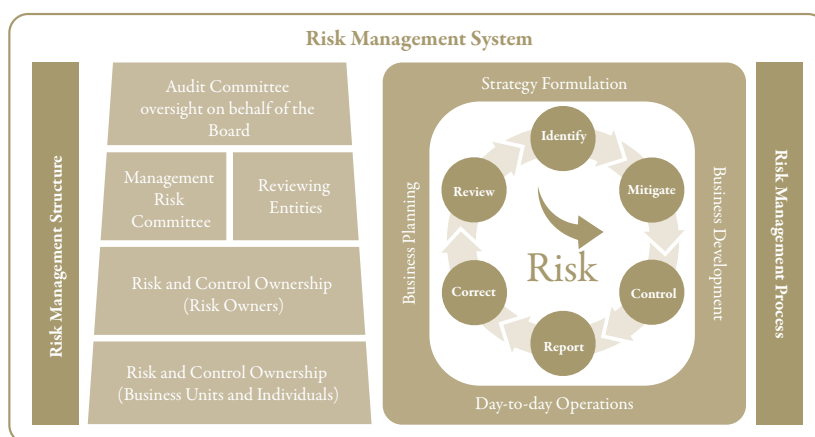 Risk Management System
Risk Management Structure
Audit Committee
oversight on behalf of the
Board
Management
Risk
Committee
Reviewing
Entities
Risk and Control Ownership
(Risk Owners)
Risk and Control Ownership
(Business Units and Individuals)
Strategy Formulation
Business Planning
Identify
Mitigate
Control
Report
Correct
Review
Risk
Business Development
Day-to-day Operations
Risk Management Process